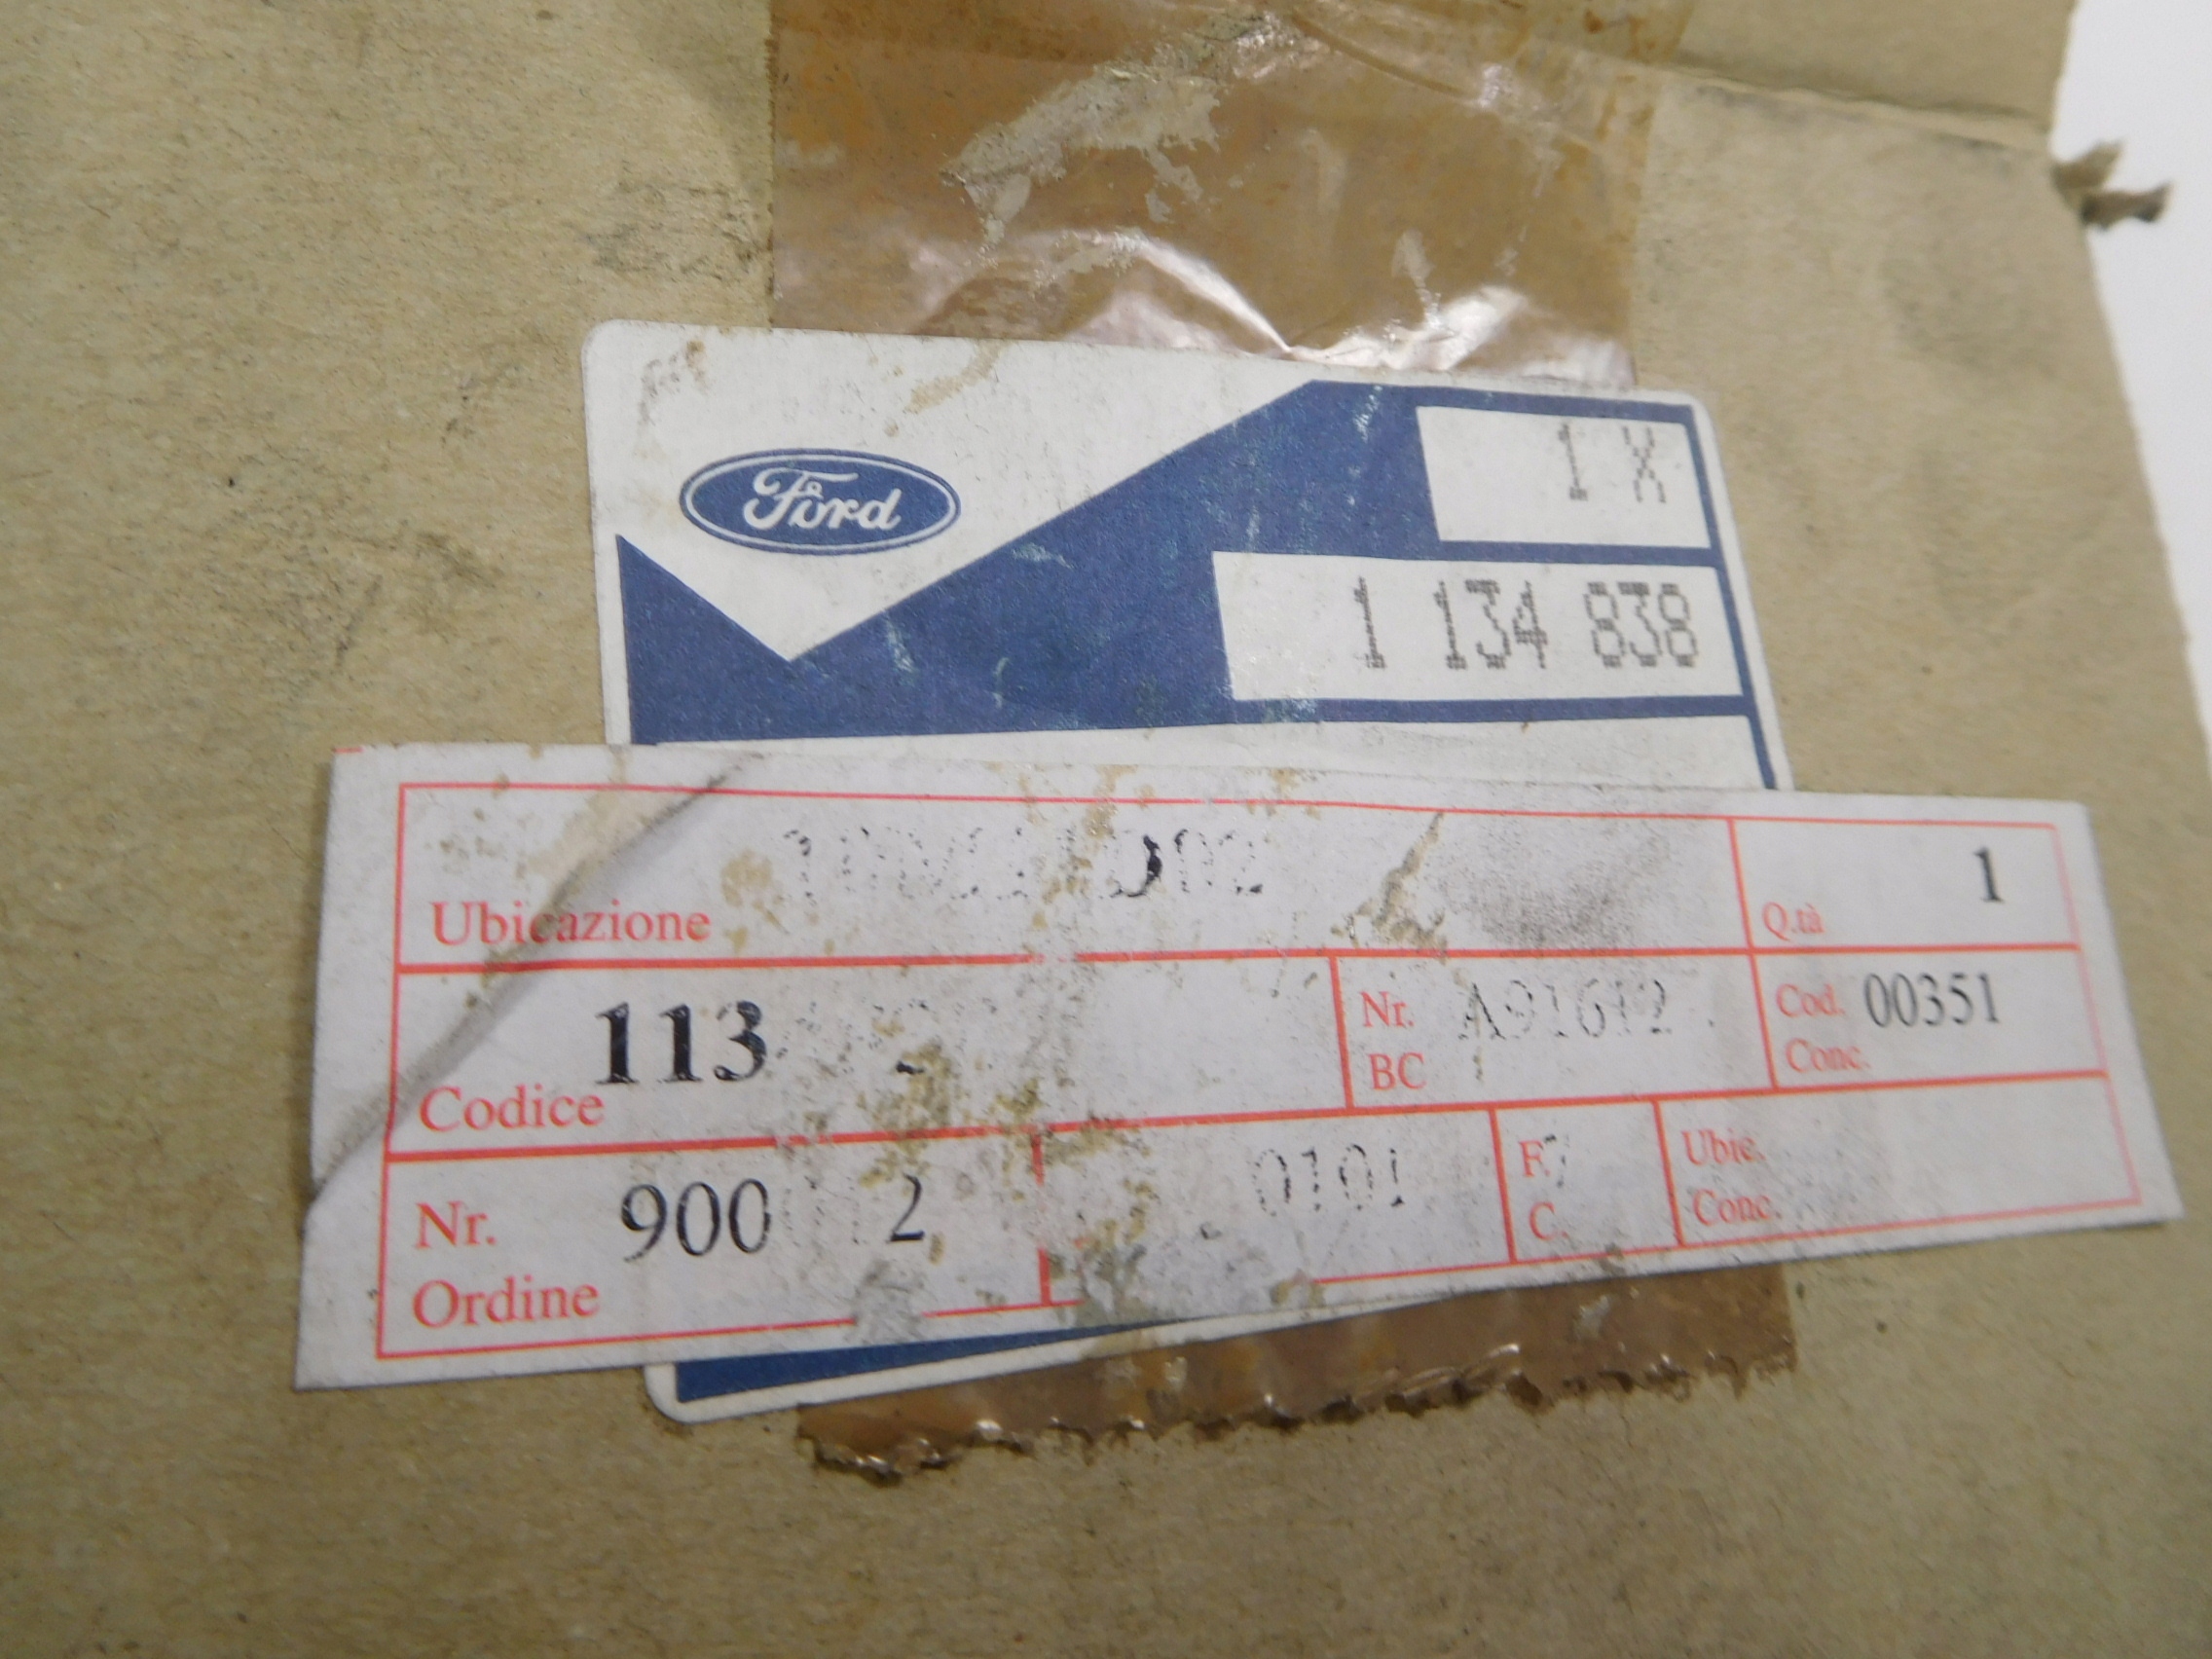 Ford
1 X
1 134 838
Ubicazione
Q.tà 1
Codice 113
Nr. BC A91612
Cod. Conc. 00351
Nr. Ordine 900 2
0101
F. C.
Ubic. Conc.